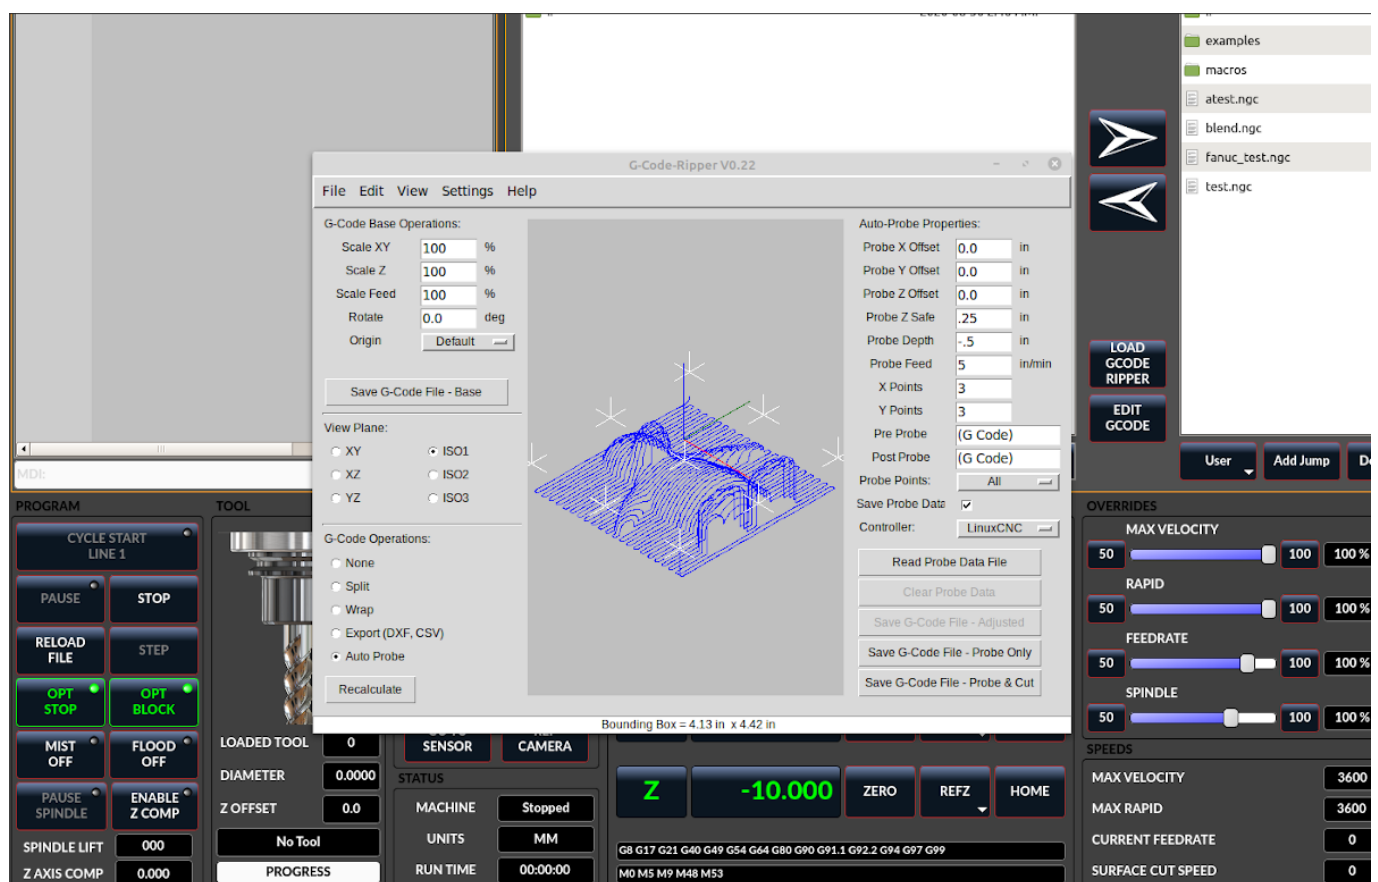 examples
macros
atest.ngc
blend.ngc
fanuc_test.ngc
test.ngc
G-Code-Ripper V0.22
File Edit View Settings Help
G-Code Base Operations:
Scale XY 100 %
Scale Z 100 %
Scale Feed 100 %
Rotate 0.0 deg
Origin Default
Save G-Code File - Base
View Plane:
XY ISO1
XZ ISO2
YZ ISO3
G-Code Operations:
None
Split
Wrap
Export (DXF, CSV)
Auto Probe
Recalculate
Auto-Probe Properties:
Probe X Offset 0.0 in
Probe Y Offset 0.0 in
Probe Z Offset 0.0 in
Probe Z Safe .25 in
Probe Depth -.5 in
Probe Feed 5 in/min
X Points 3
Y Points 3
Pre Probe (G Code)
Post Probe (G Code)
Probe Points: All
Save Probe Data
Controller: LinuxCNC
Read Probe Data File
Clear Probe Data
Save G-Code File - Adjusted
Save G-Code File - Probe Only
Save G-Code File - Probe & Cut
Bounding Box = 4.13 in x 4.42 in
LOAD
GCODE
RIPPER
EDIT
GCODE
User Add Jump
MDI:
PROGRAM
CYCLE START
LINE 1
PAUSE STOP
RELOAD
FILE
STEP
OPT
STOP
OPT
BLOCK
MIST
OFF
FLOOD
OFF
PAUSE
SPINDLE
ENABLE
Z COMP
SPINDLE LIFT 000
Z AXIS COMP 0.000
TOOL
LOADED TOOL 0
DIAMETER 0.0000
Z OFFSET 0.0
No Tool
PROGRESS
SENSOR
CAMERA
STATUS
MACHINE Stopped
UNITS MM
RUN TIME 00:00:00
Z -10.000 ZERO REFZ HOME
G8 G17 G21 G40 G49 G54 G64 G80 G90 G91.1 G92.2 G94 G97 G99
M0 M5 M9 M48 M53
OVERRIDES
MAX VELOCITY
50 100 100 %
RAPID
50 100 100 %
FEEDRATE
50 100 100 %
SPINDLE
50 100 100 %
SPEEDS
MAX VELOCITY 3600
MAX RAPID 3600
CURRENT FEEDRATE 0
SURFACE CUT SPEED 0